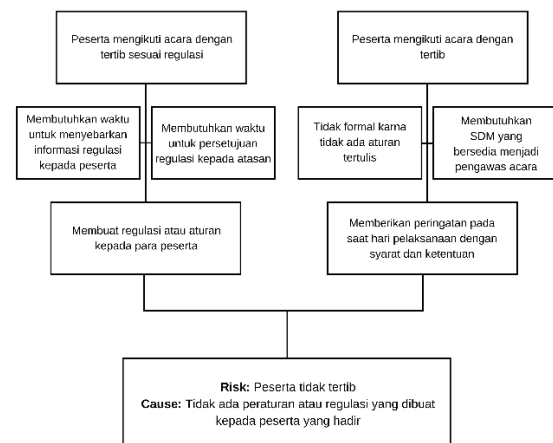 Peserta mengikuti acara dengan
tertib sesuai regulasi
Peserta mengikuti acara dengan
tertib
Membutuhkan waktu
untuk menyebarkan
informasi regulasi
kepada peserta
Membutuhkan waktu
untuk persetujuan
regulasi kepada atasan
Tidak formal karna
tidak ada aturan
tertulis
Membutuhkan
SDM yang
bersedia menjadi
pengawas acara
Membuat regulasi atau aturan
kepada para peserta
Memberikan peringatan pada
saat hari pelaksanaan dengan
syarat dan ketentuan
Risk: Peserta tidak tertib
Cause: Tidak ada peraturan atau regulasi yang dibuat
kepada peserta yang hadir